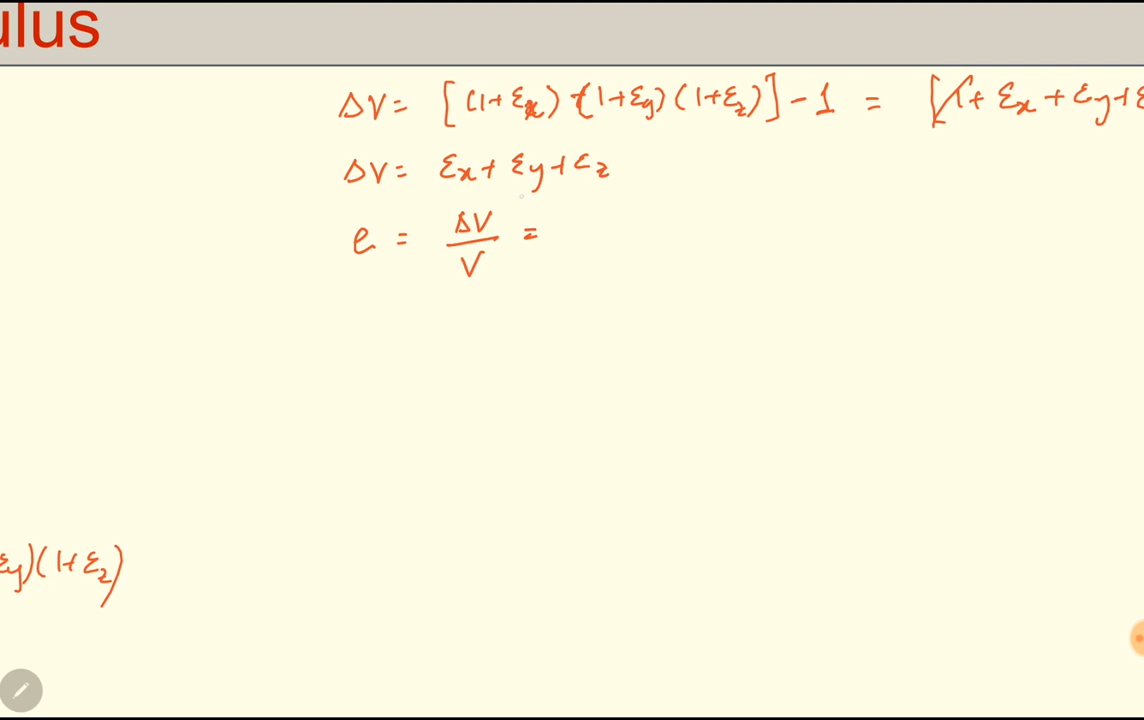 ulus
ΔV = [(1+εx) (1+εy) (1+εz)] - 1 = [1 + εx + εy +
ΔV = εx + εy + εz
e = ΔV/V =
εy)(1+εz)